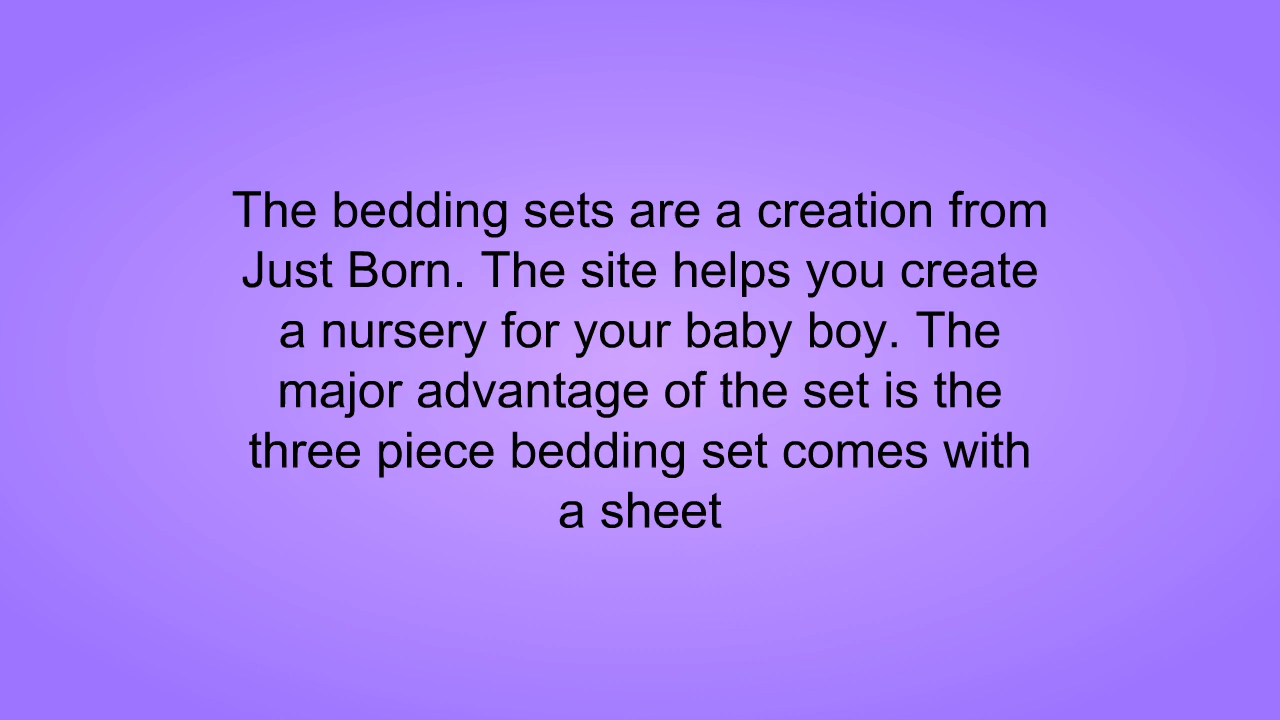 The bedding sets are a creation from
Just Born. The site helps you create
a nursery for your baby boy. The
major advantage of the set is the
three piece bedding set comes with
a sheet